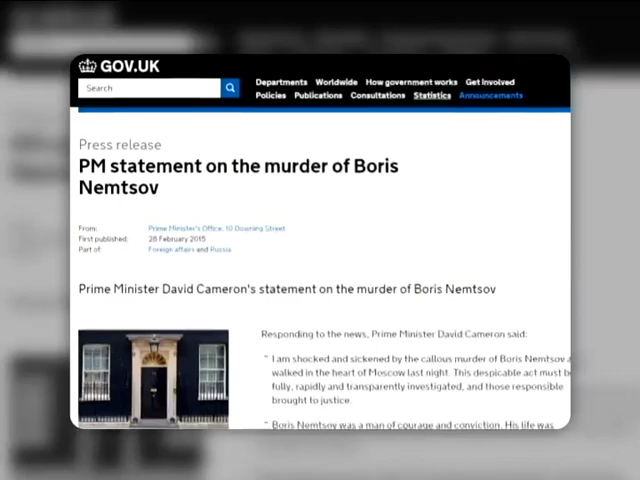 GOV.UK
Search
Departments Worldwide How government works Get Involved
Policies Publications Consultations Statistics Announcements
Press release
PM statement on the murder of Boris
Nemtsov
From: Prime Minister's Office, 10 Downing Street
First published: 28 February 2015
Part of: Foreign affairs and Russia
Prime Minister David Cameron's statement on the murder of Boris Nemtsov
Responding to the news, Prime Minister David Cameron said:
" I am shocked and sickened by the callous murder of Boris Nemtsov a
walked in the heart of Moscow last night. This despicable act must b
fully, rapidly and transparently investigated, and those responsible
brought to justice.
" Boris Nemtsov was a man of courage and conviction. His life was